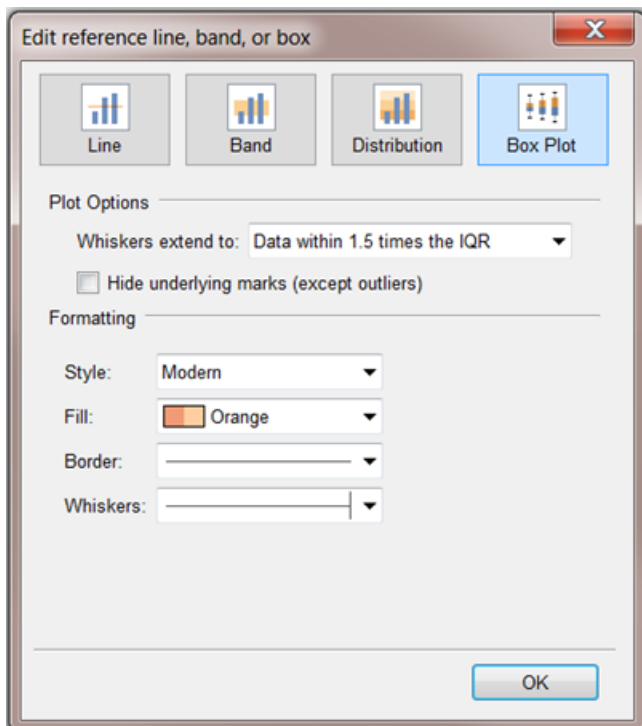 Edit reference line, band, or box
Line Band Distribution Box Plot
Plot Options
Whiskers extend to: Data within 1.5 times the IQR
Hide underlying marks (except outliers)
Formatting
Style: Modern
Fill: Orange
Border:
Whiskers:
OK